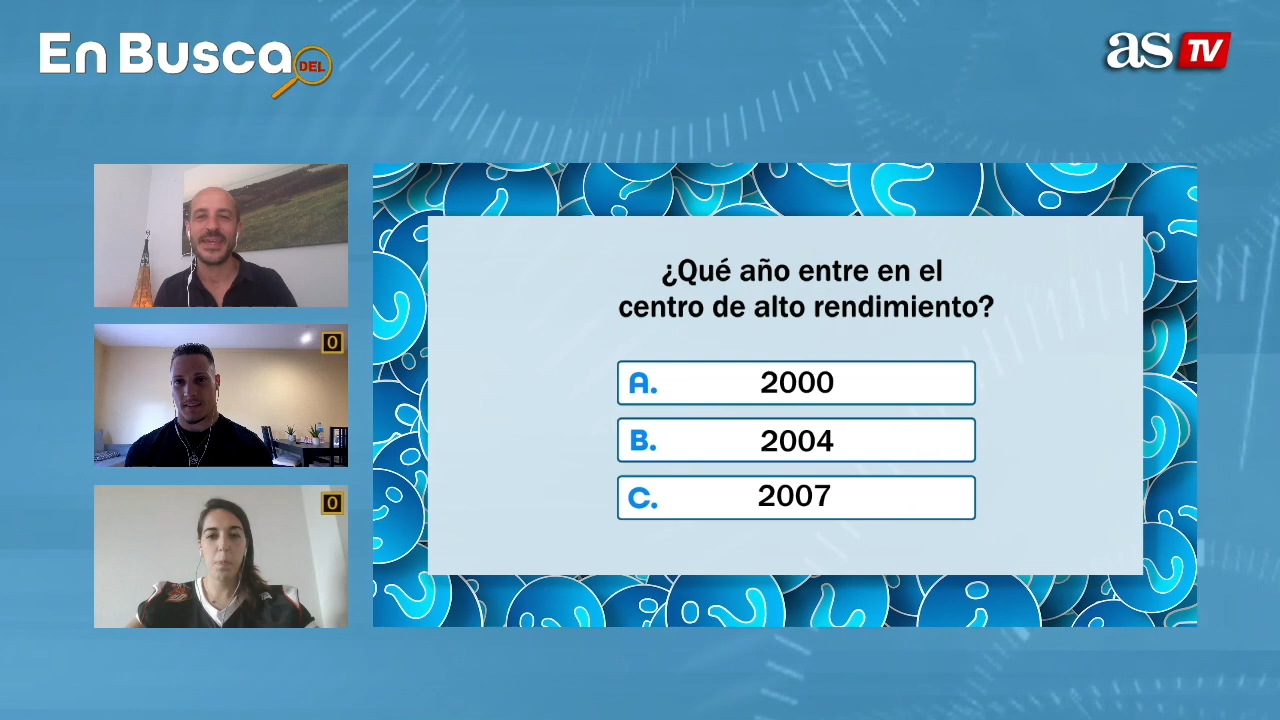 En Busca DEL
as TV
0
0
¿Qué año entre en el
centro de alto rendimiento?
A. 2000
B. 2004
C. 2007